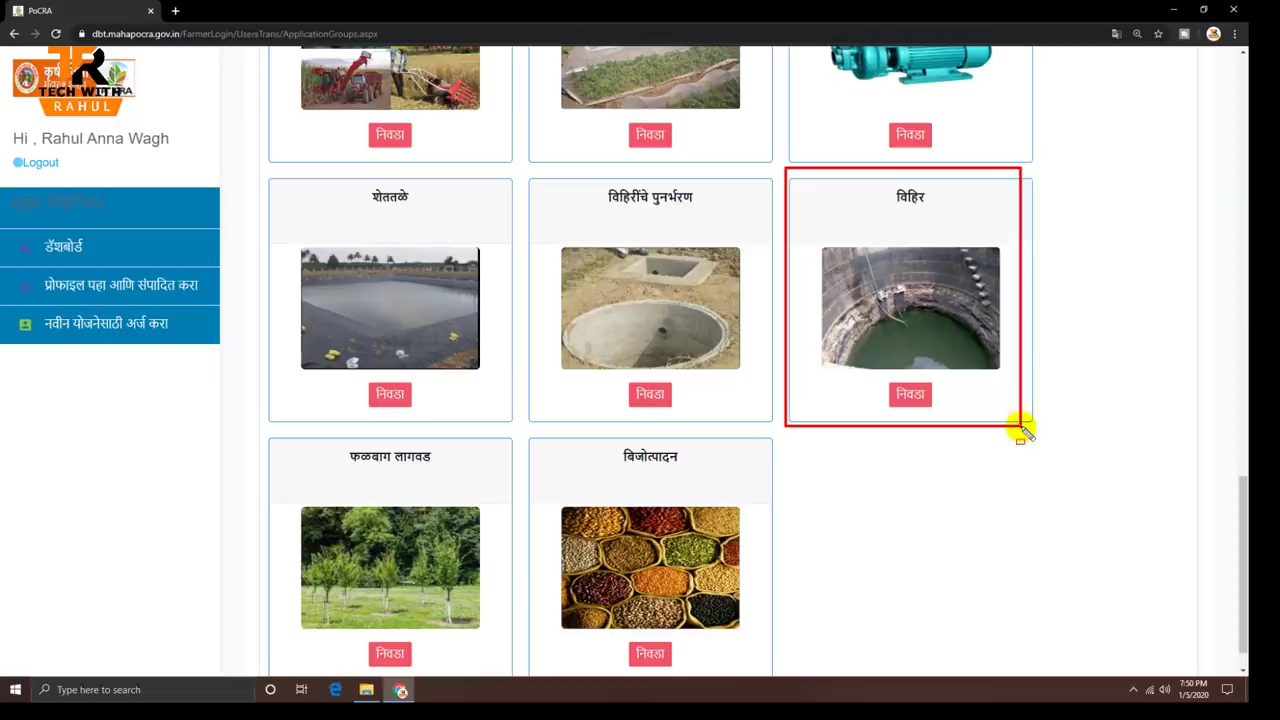 PoCRA
dbt.mahapocra.gov.in/FarmerLogin/UsersTrans/ApplicationGroups.aspx
TECH WITH
RAHUL
Hi , Rahul Anna Wagh
Logout
डॅशबोर्ड
प्रोफाइल पहा आणि संपादित करा
नवीन योजनेसाठी अर्ज करा
निवडा
निवडा
निवडा
शेततळे
विहिरींचे पुनर्भरण
विहिर
निवडा
निवडा
निवडा
फळबाग लागवड
बिजोत्पादन
निवडा
निवडा
Type here to search
7:50 PM
1/5/2020